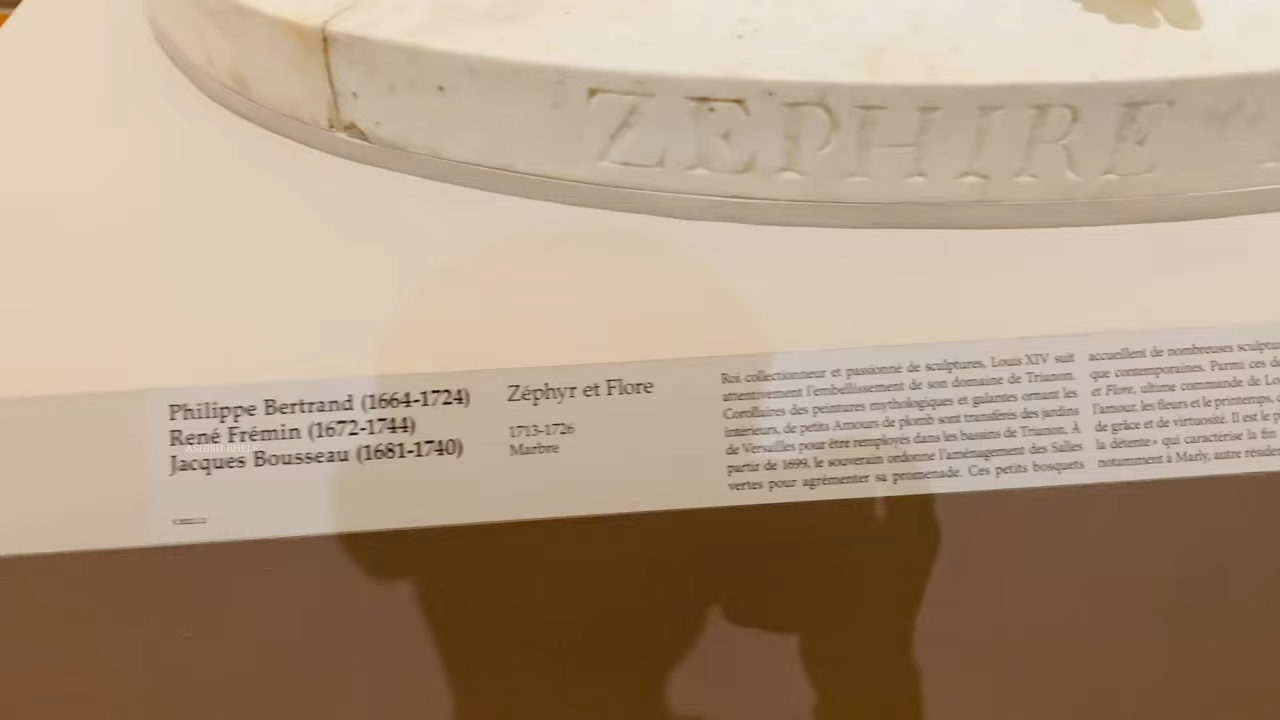 ZEPHIRE
Philippe Bertrand (1664-1724)
René Frémin (1672-1744)
Jacques Bousseau (1681-1740)
Zéphyr et Flore
1713-1726
Marbre
Roi collectionneur et passionné de sculptures, Louis XIV suit
attentivement l'embellissement de son domaine de Trianon.
Corollaires des peintures mythologiques et galantes ornant les
intérieurs, de petits Amours de plomb sont transférés des jardins
de Versailles pour être remployés dans les bassins de Trianon. À
partir de 1699, le souverain ordonne l'aménagement des Salles
vertes pour agrémenter sa promenade. Ces petits bosquets
accueillent de nombreuses sculptu
que contemporaines. Parmi ces d
et Flore, ultime commande de Lo
l'amour, les fleurs et le printemps,
de grâce et de virtuosité. Il est le p
la détente » qui caractérise la fin
notamment à Marly, autre résiden